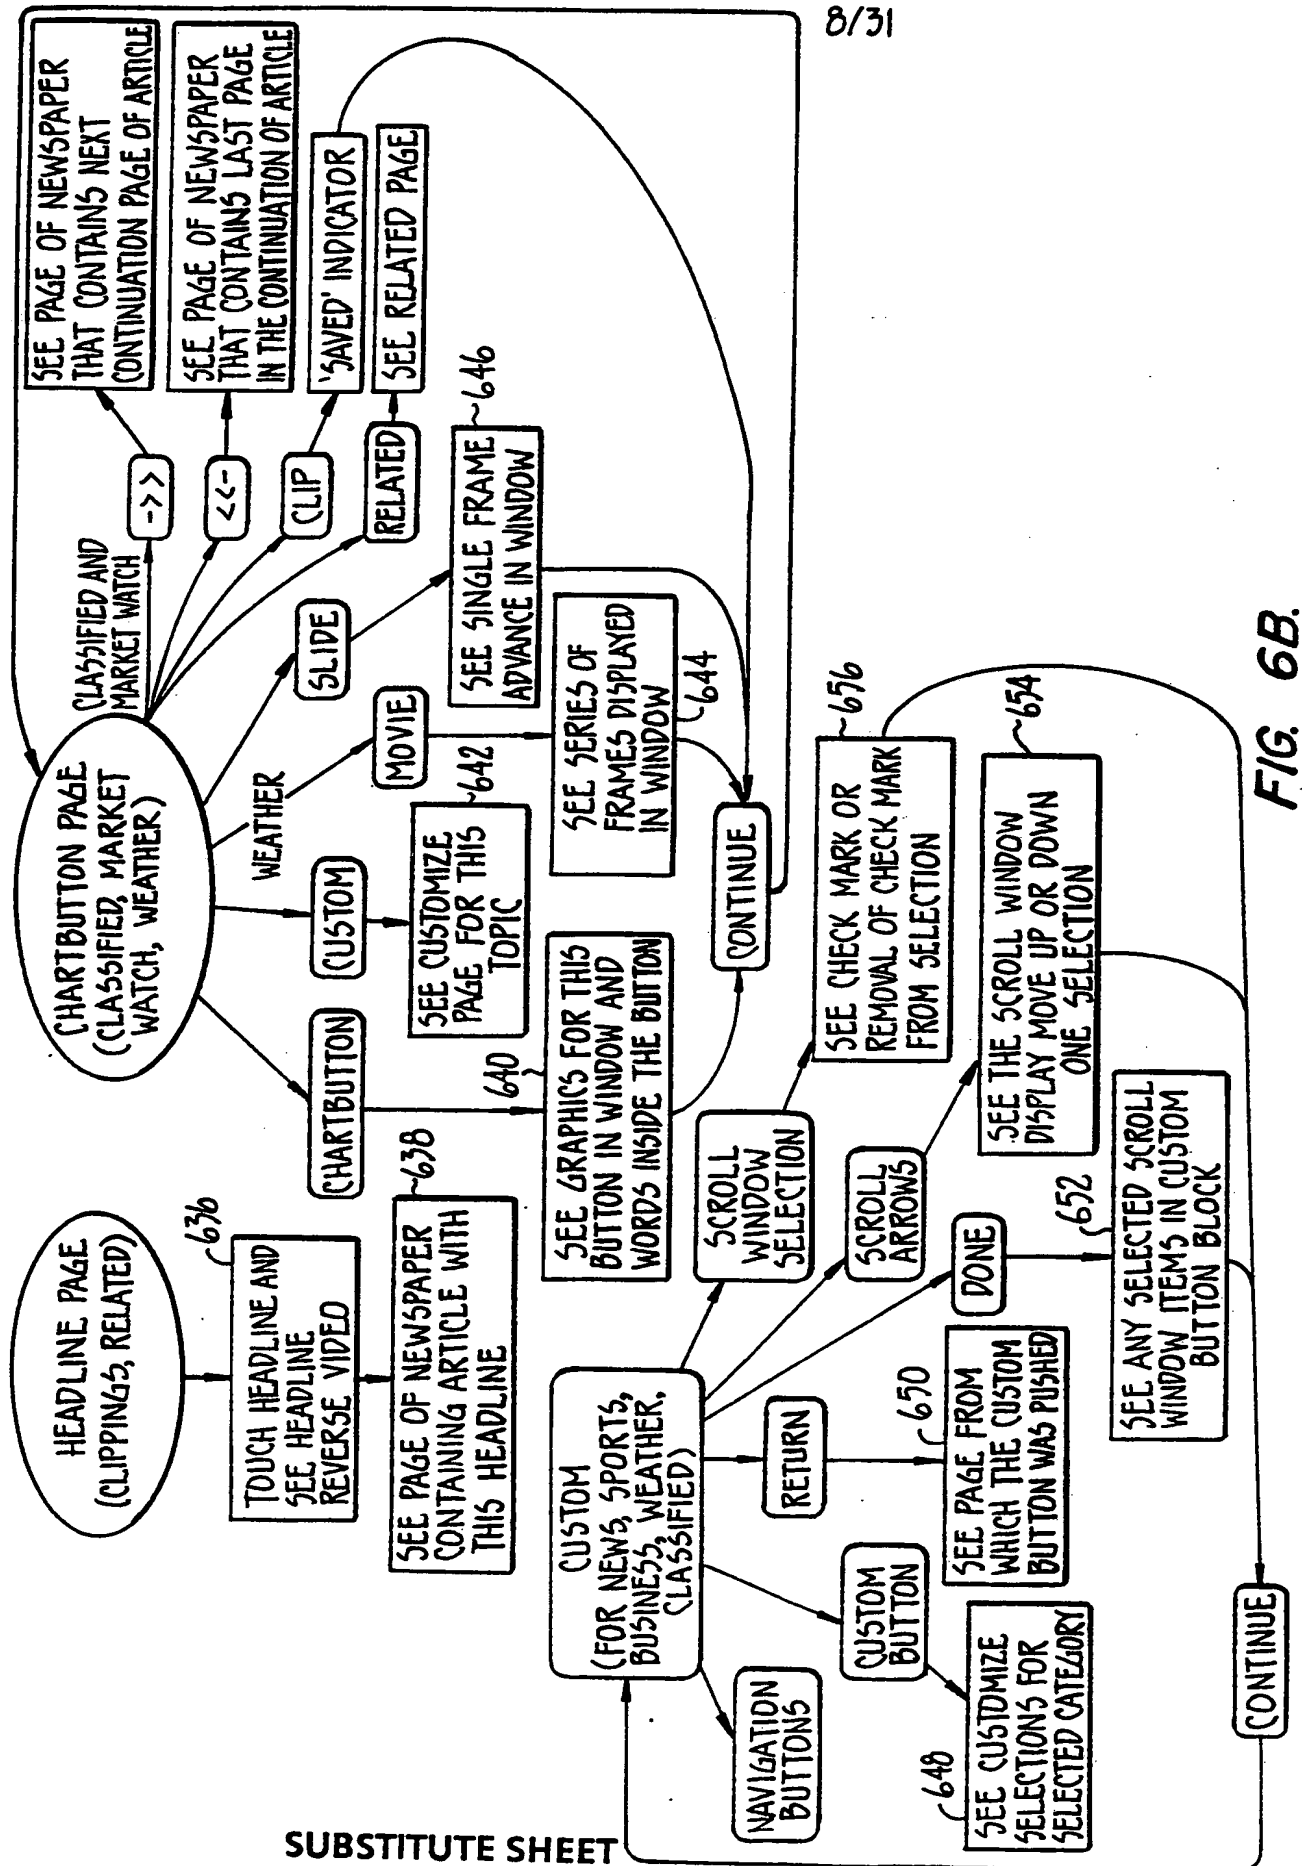 8/31
HEADLINE PAGE
(CLIPPINGS, RELATED)
636
TOUCH HEADLINE AND
SEE HEADLINE
REVERSE VIDEO
638
SEE PAGE OF NEWSPAPER
CONTAINING ARTICLE WITH
THIS HEADLINE
CHARTBUTTON PAGE
(CLASSIFIED, MARKET
WATCH, WEATHER)
CHARTBUTTON
640
SEE GRAPHICS FOR THIS
BUTTON IN WINDOW AND
WORDS INSIDE THE BUTTON
CUSTOM
642
SEE CUSTOMIZE
PAGE FOR THIS
TOPIC
WEATHER
MOVIE
SEE SERIES OF
FRAMES DISPLAYED
IN WINDOW
644
SLIDE
646
SEE SINGLE FRAME
ADVANCE IN WINDOW
CLASSIFIED AND
MARKET WATCH
->>
SEE PAGE OF NEWSPAPER
THAT CONTAINS NEXT
CONTINUATION PAGE OF ARTICLE
<<-
SEE PAGE OF NEWSPAPER
THAT CONTAINS LAST PAGE
IN THE CONTINUATION OF ARTICLE
CLIP
'SAVED' INDICATOR
RELATED
SEE RELATED PAGE
CONTINUE
CUSTOM
(FOR NEWS, SPORTS,
BUSINESS, WEATHER,
CLASSIFIED)
NAVIGATION
BUTTONS
CUSTOM
BUTTON
648
SEE CUSTOMIZE
SELECTIONS FOR
SELECTED CATEGORY
RETURN
650
SEE PAGE FROM
WHICH THE CUSTOM
BUTTON WAS PUSHED
DONE
652
SEE ANY SELECTED SCROLL
WINDOW ITEMS IN CUSTOM
BUTTON BLOCK
SCROLL
ARROWS
654
SEE THE SCROLL WINDOW
DISPLAY MOVE UP OR DOWN
ONE SELECTION
SCROLL
WINDOW
SELECTION
656
SEE CHECK MARK OR
REMOVAL OF CHECK MARK
FROM SELECTION
CONTINUE
FIG. 6B.
SUBSTITUTE SHEET